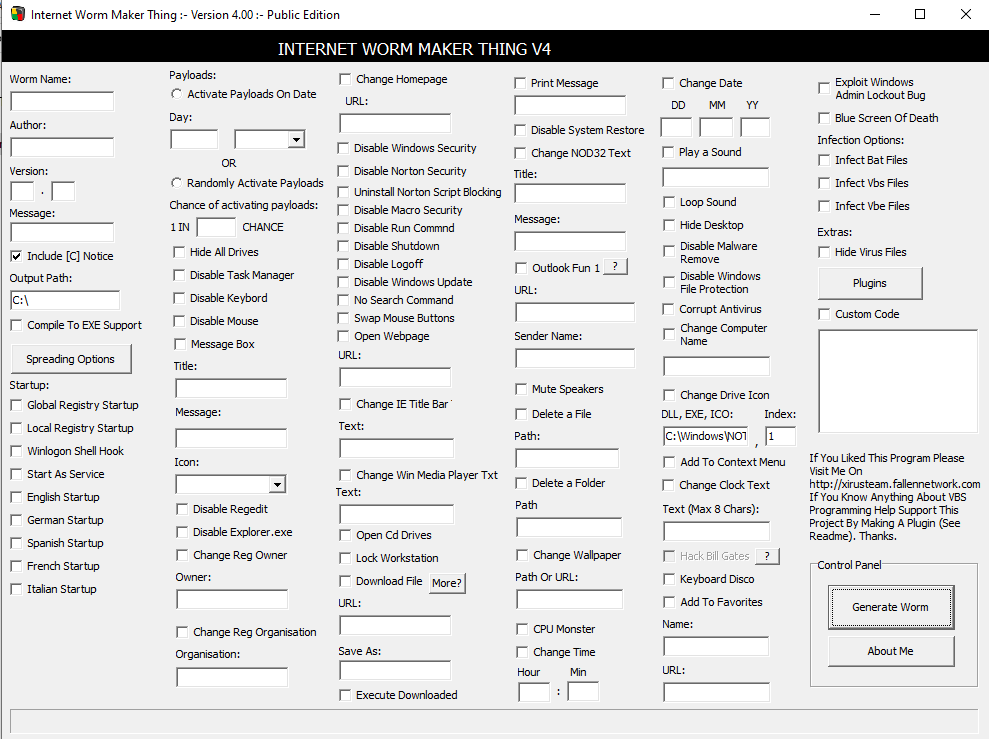 Internet Worm Maker Thing :- Version 4.00 :- Public Edition
INTERNET WORM MAKER THING V4
Worm Name:
Author:
Version:
.
Message:
Include [C] Notice
Output Path:
C:\
Compile To EXE Support
Spreading Options
Startup:
Global Registry Startup
Local Registry Startup
Winlogon Shell Hook
Start As Service
English Startup
German Startup
Spanish Startup
French Startup
Italian Startup
Payloads:
Activate Payloads On Date
Day:
OR
Randomly Activate Payloads
Chance of activating payloads:
1 IN CHANCE
Hide All Drives
Disable Task Manager
Disable Keybord
Disable Mouse
Message Box
Title:
Message:
Icon:
Disable Regedit
Disable Explorer.exe
Change Reg Owner
Owner:
Change Reg Organisation
Organisation:
Change Homepage
URL:
Disable Windows Security
Disable Norton Security
Uninstall Norton Script Blocking
Disable Macro Security
Disable Run Commnd
Disable Shutdown
Disable Logoff
Disable Windows Update
No Search Command
Swap Mouse Buttons
Open Webpage
URL:
Change IE Title Bar
Text:
Change Win Media Player Txt
Text:
Open Cd Drives
Lock Workstation
Download File More?
URL:
Save As:
Execute Downloaded
Print Message
Disable System Restore
Change NOD32 Text
Title:
Message:
Outlook Fun 1 ?
URL:
Sender Name:
Mute Speakers
Delete a File
Path:
Delete a Folder
Path
Change Wallpaper
Path Or URL:
CPU Monster
Change Time
Hour Min
:
Change Date
DD MM YY
Play a Sound
Loop Sound
Hide Desktop
Disable Malware
Remove
Disable Windows
File Protection
Corrupt Antivirus
Change Computer
Name
Change Drive Icon
DLL, EXE, ICO: Index:
C:\Windows\NOT , 1
Add To Context Menu
Change Clock Text
Text (Max 8 Chars):
Hack Bill Gates ?
Keyboard Disco
Add To Favorites
Name:
URL:
Exploit Windows
Admin Lockout Bug
Blue Screen Of Death
Infection Options:
Infect Bat Files
Infect Vbs Files
Infect Vbe Files
Extras:
Hide Virus Files
Plugins
Custom Code
If You Liked This Program Please
Visit Me On
http://xirusteam.fallennetwork.com
If You Know Anything About VBS
Programming Help Support This
Project By Making A Plugin (See
Readme). Thanks.
Control Panel
Generate Worm
About Me